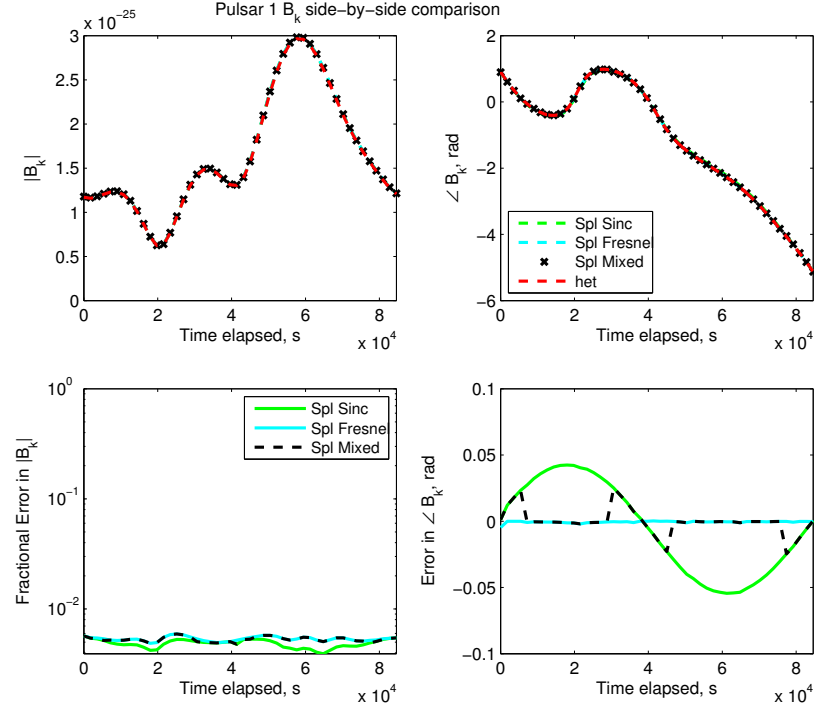 Pulsar 1 B_k side−by−side comparison
x 10^−25
3
2.5
2
1.5
1
0.5
0
|B_k|
0 2 4 6 8
Time elapsed, s
x 10^4
2
0
−2
−4
−6
∠ B_k, rad
Spl Sinc
Spl Fresnel
Spl Mixed
het
0 2 4 6 8
Time elapsed, s
x 10^4
10^0
10^−1
10^−2
Fractional Error in |B_k|
Spl Sinc
Spl Fresnel
Spl Mixed
0 2 4 6 8
Time elapsed, s
x 10^4
0.1
0.05
0
−0.05
−0.1
Error in ∠ B_k, rad
0 2 4 6 8
Time elapsed, s
x 10^4